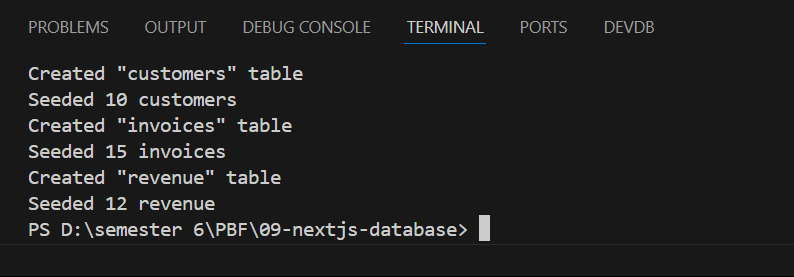 PROBLEMS OUTPUT DEBUG CONSOLE TERMINAL PORTS DEVDB
Created "customers" table
Seeded 10 customers
Created "invoices" table
Seeded 15 invoices
Created "revenue" table
Seeded 12 revenue
PS D:\semester 6\PBF\09-nextjs-database>